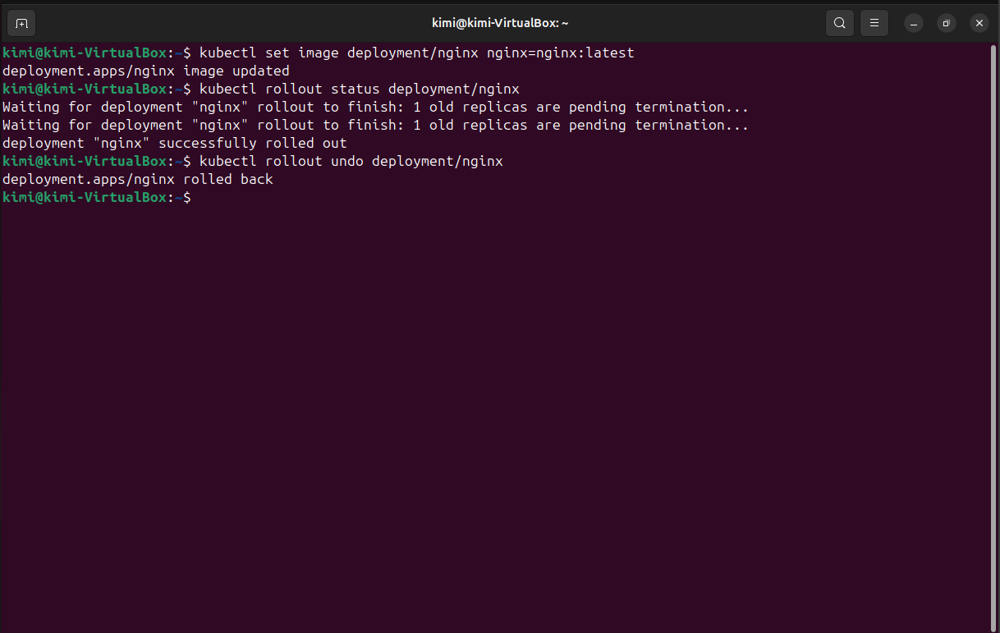 kimi@kimi-VirtualBox: ~
kimi@kimi-VirtualBox:~$ kubectl set image deployment/nginx nginx=nginx:latest
deployment.apps/nginx image updated
kimi@kimi-VirtualBox:~$ kubectl rollout status deployment/nginx
Waiting for deployment "nginx" rollout to finish: 1 old replicas are pending termination...
Waiting for deployment "nginx" rollout to finish: 1 old replicas are pending termination...
deployment "nginx" successfully rolled out
kimi@kimi-VirtualBox:~$ kubectl rollout undo deployment/nginx
deployment.apps/nginx rolled back
kimi@kimi-VirtualBox:~$